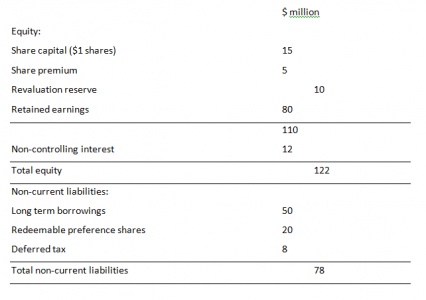 $ million
Equity:
Share capital ($1 shares) 15
Share premium 5
Revaluation reserve 10
Retained earnings 80
110
Non-controlling interest 12
Total equity 122
Non-current liabilities:
Long term borrowings 50
Redeemable preference shares 20
Deferred tax 8
Total non-current liabilities 78